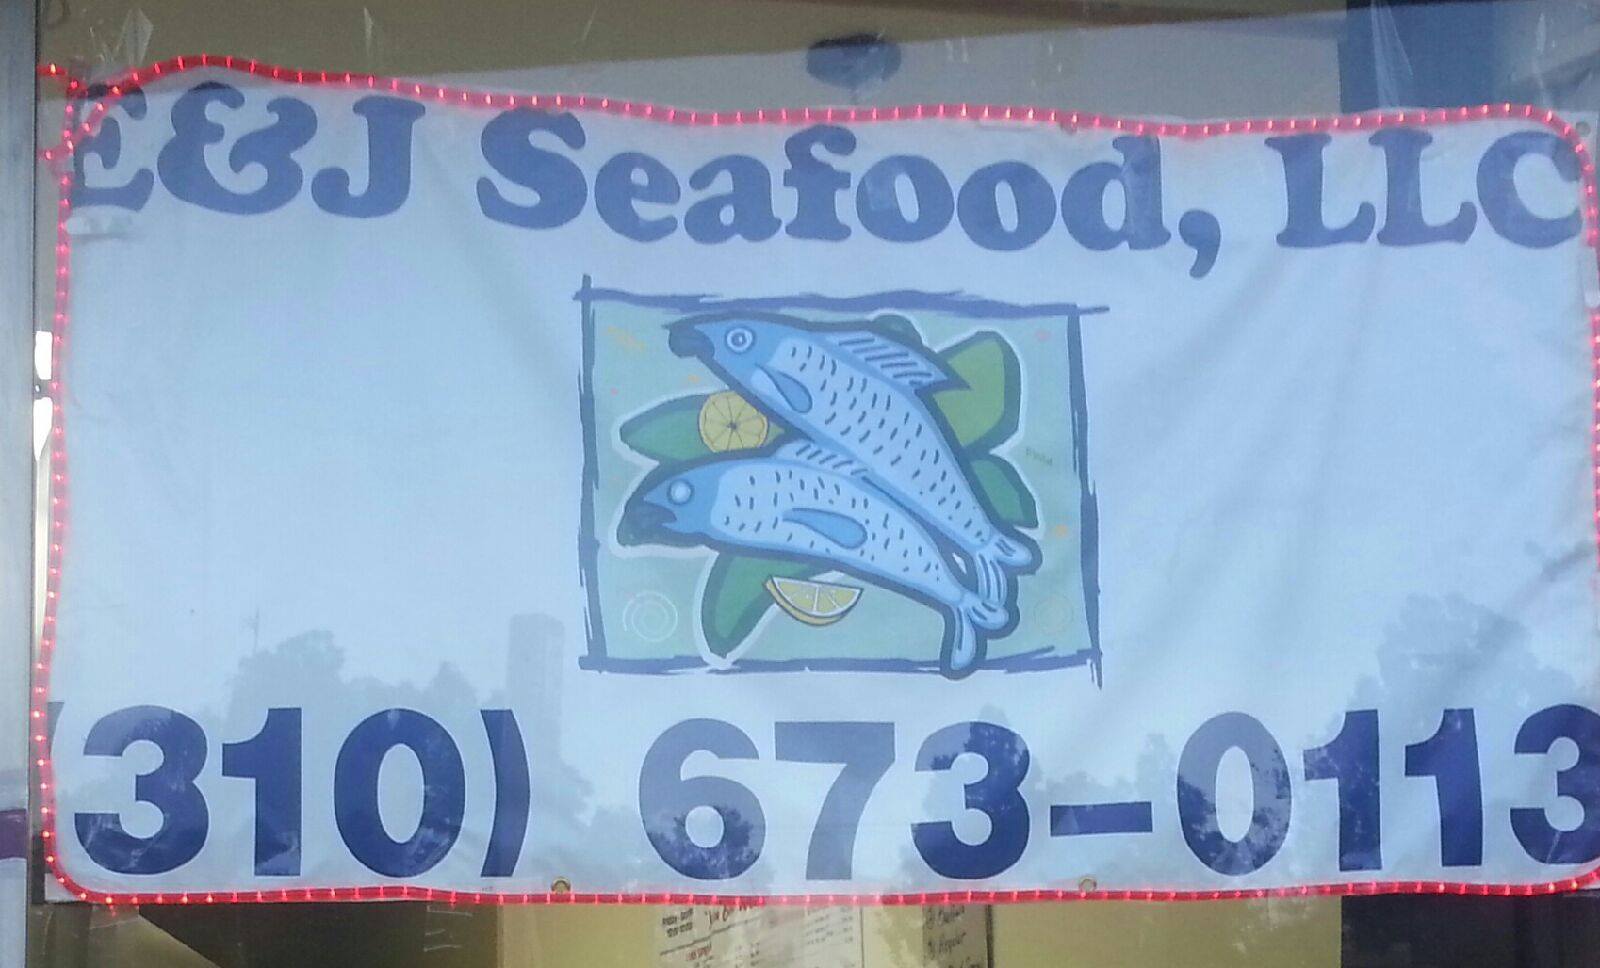 E&J Seafood, LLC
(310) 673-0113